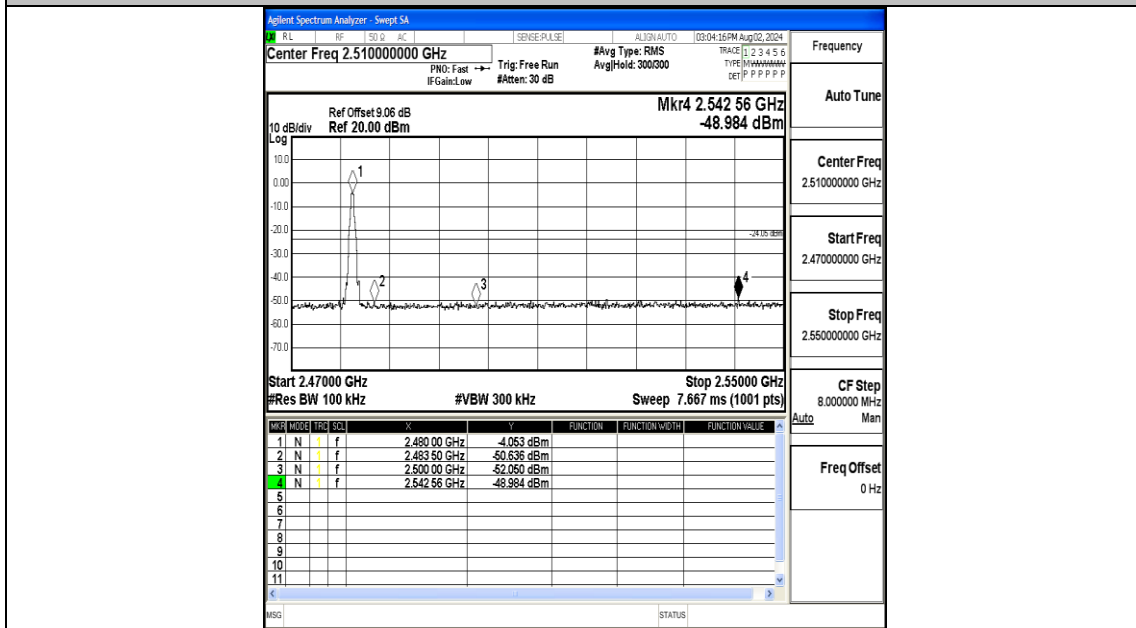 Agilent Spectrum Analyzer - Swept SA
RL RF 50 Ω AC SENSE:PULSE ALIGN AUTO 03:04:16 PM Aug 02, 2024
Center Freq 2.510000000 GHz
PNO: Fast
IFGain:Low
Trig: Free Run
#Atten: 30 dB
#Avg Type: RMS
Avg|Hold: 300/300
TRACE 1 2 3 4 5 6
TYPE MWWWWW
DET P P P P P P
Frequency
Auto Tune
Center Freq
2.510000000 GHz
Start Freq
2.470000000 GHz
Stop Freq
2.550000000 GHz
CF Step
8.000000 MHz
Auto Man
Freq Offset
0 Hz
Mkr4 2.542 56 GHz
-48.984 dBm
Ref Offset 9.06 dB
10 dB/div Ref 20.00 dBm
Log
10.0
0.00
-10.0
-20.0
-30.0
-40.0
-50.0
-60.0
-70.0
1
2
3
4
-24.05 dBm
Start 2.47000 GHz Stop 2.55000 GHz
#Res BW 100 kHz #VBW 300 kHz Sweep 7.667 ms (1001 pts)
MKR MODE TRC SCL X Y FUNCTION FUNCTION WIDTH FUNCTION VALUE
1 N 1 f 2.480 00 GHz -4.053 dBm
2 N 1 f 2.483 50 GHz -50.636 dBm
3 N 1 f 2.500 00 GHz -52.050 dBm
4 N 1 f 2.542 56 GHz -48.984 dBm
5
6
7
8
9
10
11
MSG STATUS